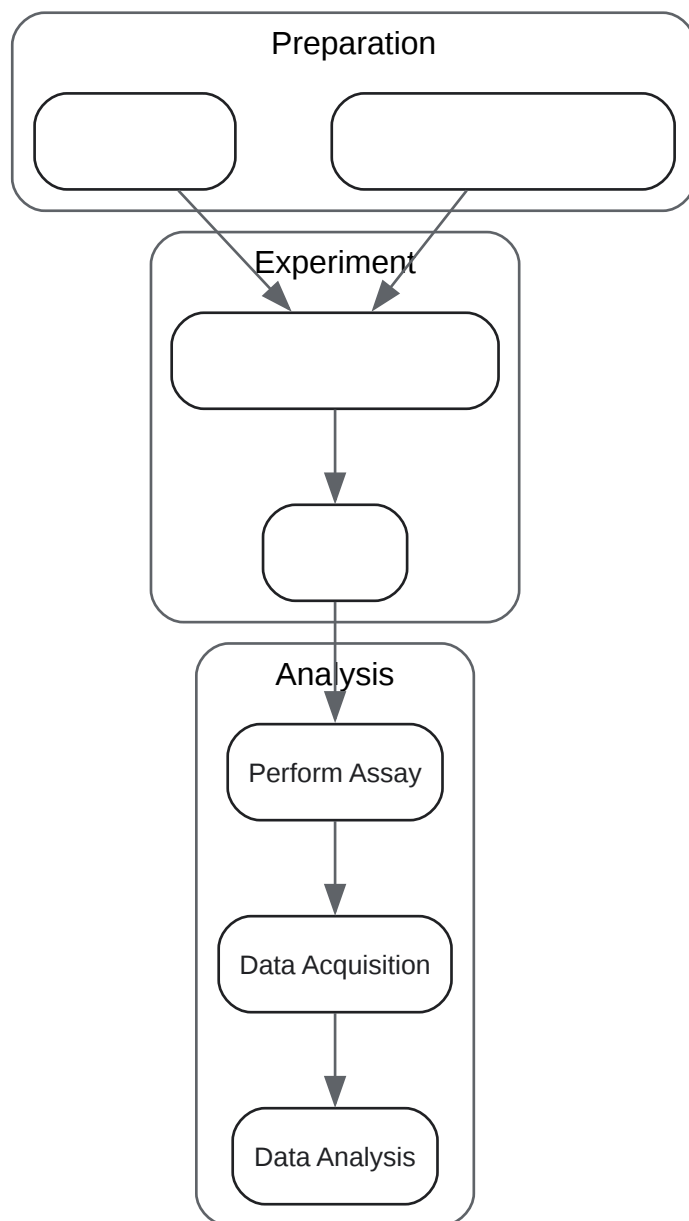 Preparation
Experiment
Analysis
Perform Assay
Data Acquisition
Data Analysis